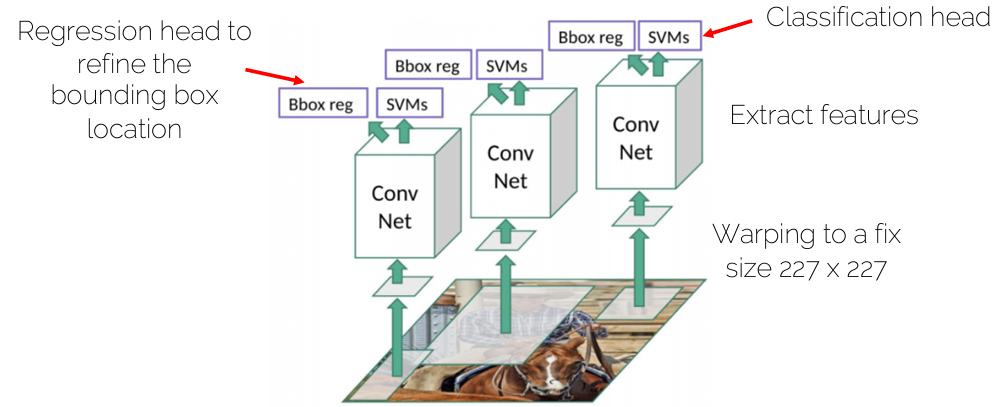 Regression head to
refine the
bounding box
location
Classification head
Bbox reg
SVMs
Bbox reg
SVMs
Bbox reg
SVMs
Extract features
Conv
Net
Conv
Net
Conv
Net
Warping to a fix
size 227 x 227